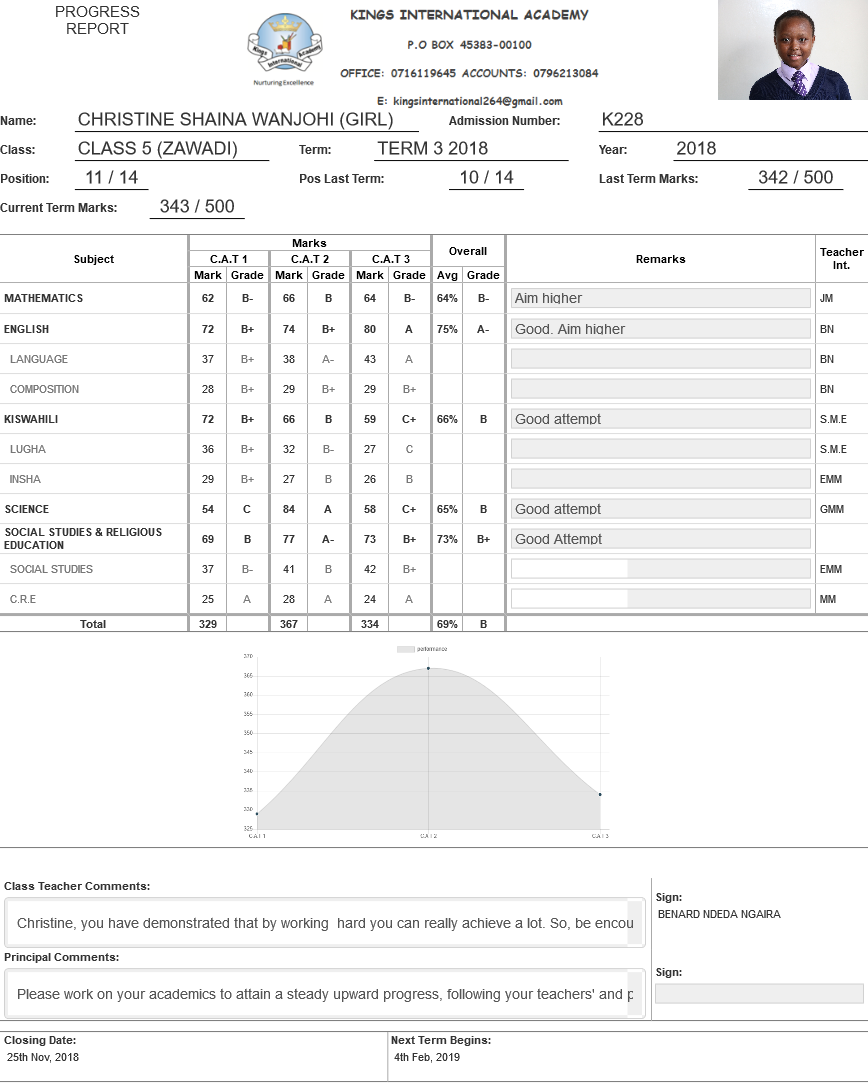 PROGRESS
REPORT
KINGS INTERNATIONAL ACADEMY
P.O BOX 45383-00100
OFFICE: 0716119645 ACCOUNTS: 0796213084
E: kingsinternational264@gmail.com
Kings International Academy
Nurturing Excellence
Name: CHRISTINE SHAINA WANJOHI (GIRL) Admission Number: K228
Class: CLASS 5 (ZAWADI) Term: TERM 3 2018 Year: 2018
Position: 11 / 14 Pos Last Term: 10 / 14 Last Term Marks: 342 / 500
Current Term Marks: 343 / 500
Subject Marks Overall Remarks Teacher Int.
C.A.T 1 C.A.T 2 C.A.T 3
Mark Grade Mark Grade Mark Grade Avg Grade
MATHEMATICS 62 B- 66 B 64 B- 64% B- Aim higher JM
ENGLISH 72 B+ 74 B+ 80 A 75% A- Good. Aim higher BN
LANGUAGE 37 B+ 38 A- 43 A BN
COMPOSITION 28 B+ 29 B+ 29 B+ BN
KISWAHILI 72 B+ 66 B 59 C+ 66% B Good attempt S.M.E
LUGHA 36 B+ 32 B- 27 C S.M.E
INSHA 29 B+ 27 B 26 B EMM
SCIENCE 54 C 84 A 58 C+ 65% B Good attempt GMM
SOCIAL STUDIES & RELIGIOUS
EDUCATION 69 B 77 A- 73 B+ 73% B+ Good Attempt
SOCIAL STUDIES 37 B- 41 B 42 B+ EMM
C.R.E 25 A 28 A 24 A MM
Total 329 367 334 69% B
performance
370
365
360
355
350
345
340
335
330
325
C.A.T 1 C.A.T 2 C.A.T 3
Class Teacher Comments:
Christine, you have demonstrated that by working  hard you can really achieve a lot. So, be encou
Sign:
BENARD NDEDA NGAIRA
Principal Comments:
Please work on your academics to attain a steady upward progress, following your teachers' and p
Sign:
Closing Date:
25th Nov, 2018
Next Term Begins:
4th Feb, 2019